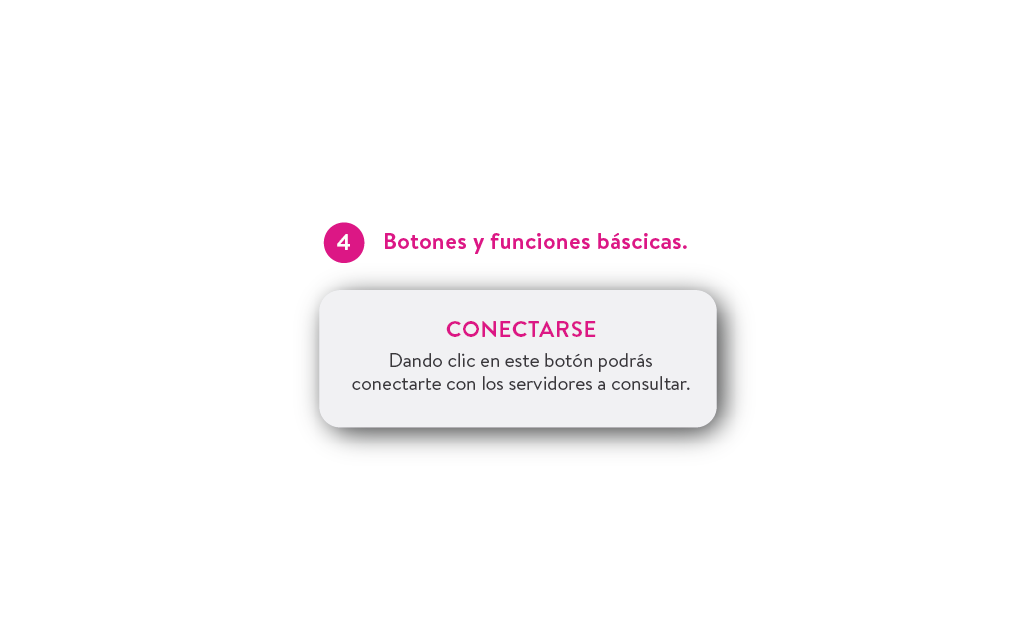 4 Botones y funciones báscicas.
CONECTARSE
Dando clic en este botón podrás
conectarte con los servidores a consultar.